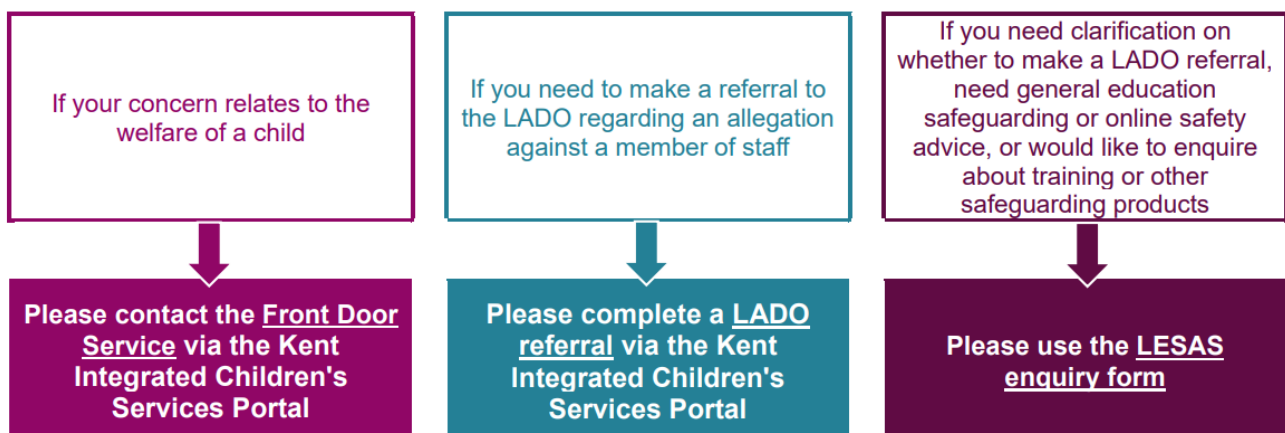 If your concern relates to the
welfare of a child
Please contact the Front Door
Service via the Kent
Integrated Children's
Services Portal
If you need to make a referral to
the LADO regarding an allegation
against a member of staff
Please complete a LADO
referral via the Kent
Integrated Children's
Services Portal
If you need clarification on
whether to make a LADO referral,
need general education
safeguarding or online safety
advice, or would like to enquire
about training or other
safeguarding products
Please use the LESAS
enquiry form